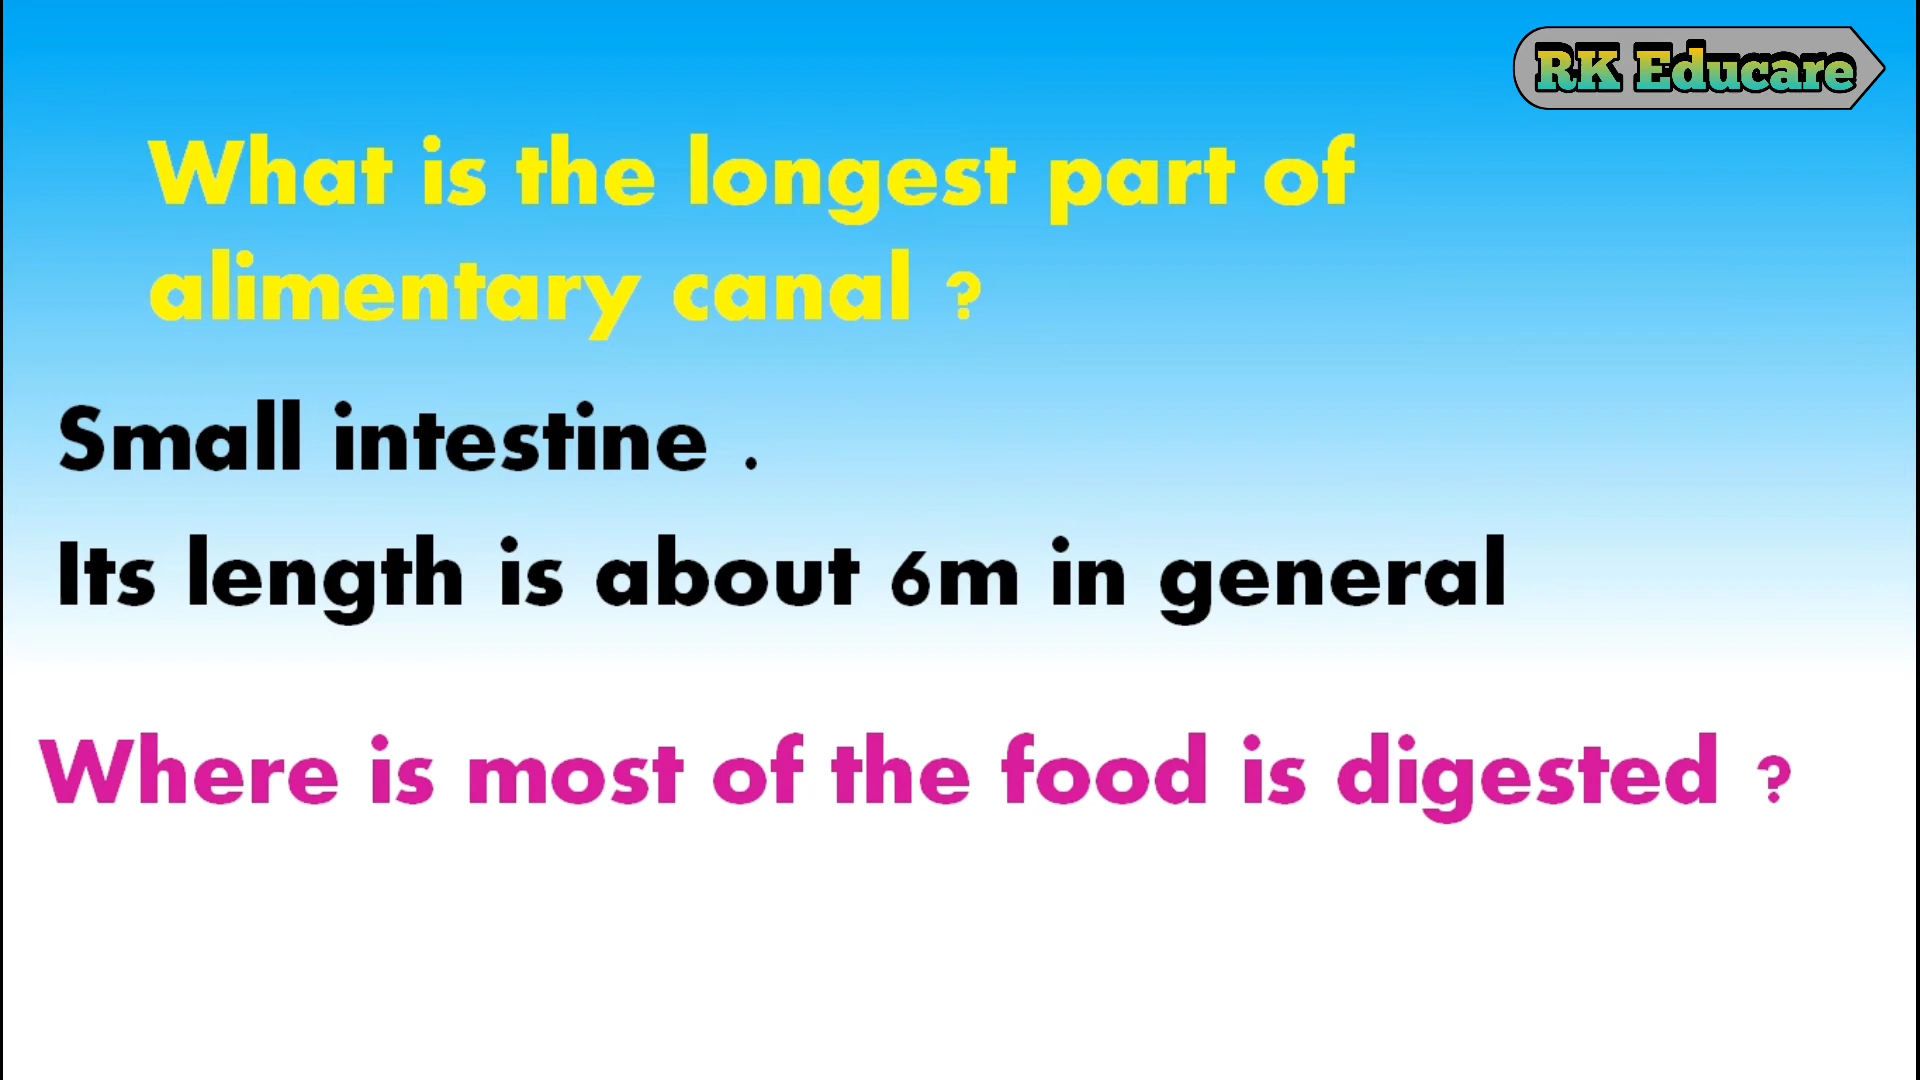 RK Educare
What is the longest part of
alimentary canal ?
Small intestine .
Its length is about 6m in general
Where is most of the food is digested ?